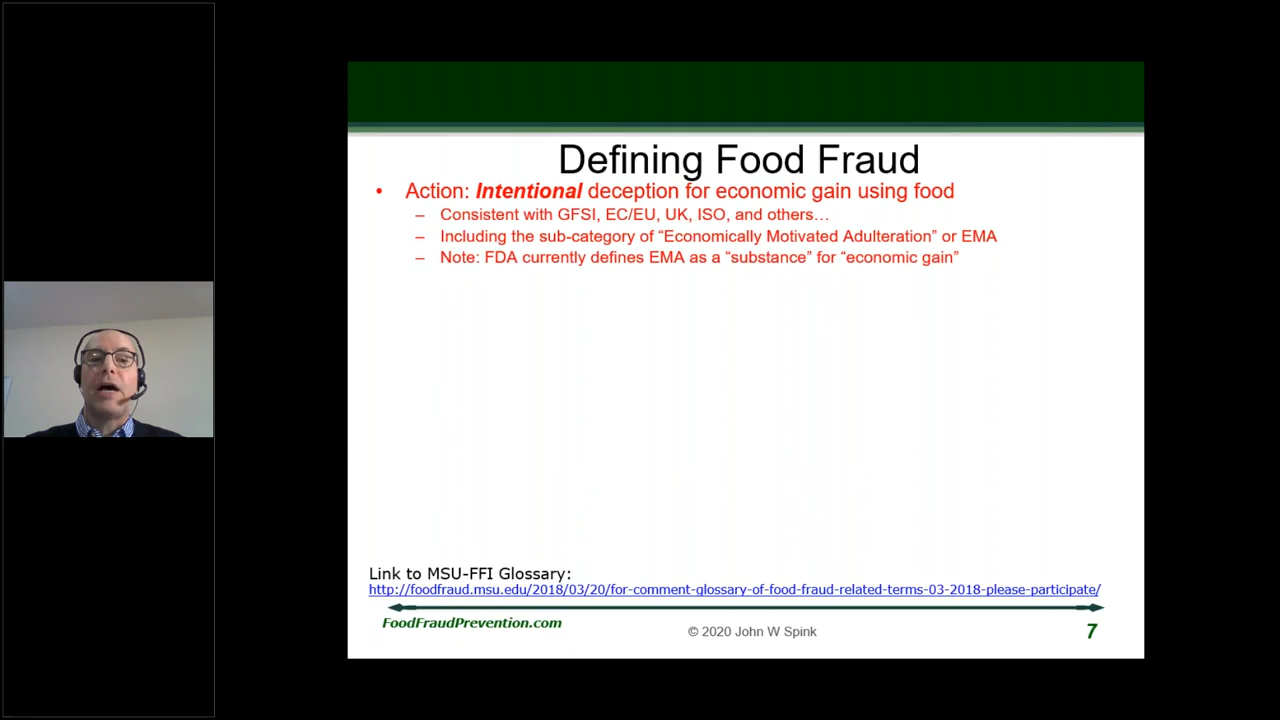 Defining Food Fraud
• Action: Intentional deception for economic gain using food
– Consistent with GFSI, EC/EU, UK, ISO, and others…
– Including the sub-category of “Economically Motivated Adulteration” or EMA
– Note: FDA currently defines EMA as a “substance” for “economic gain”
Link to MSU-FFI Glossary:
http://foodfraud.msu.edu/2018/03/20/for-comment-glossary-of-food-fraud-related-terms-03-2018-please-participate/
FoodFraudPrevention.com
© 2020 John W Spink
7